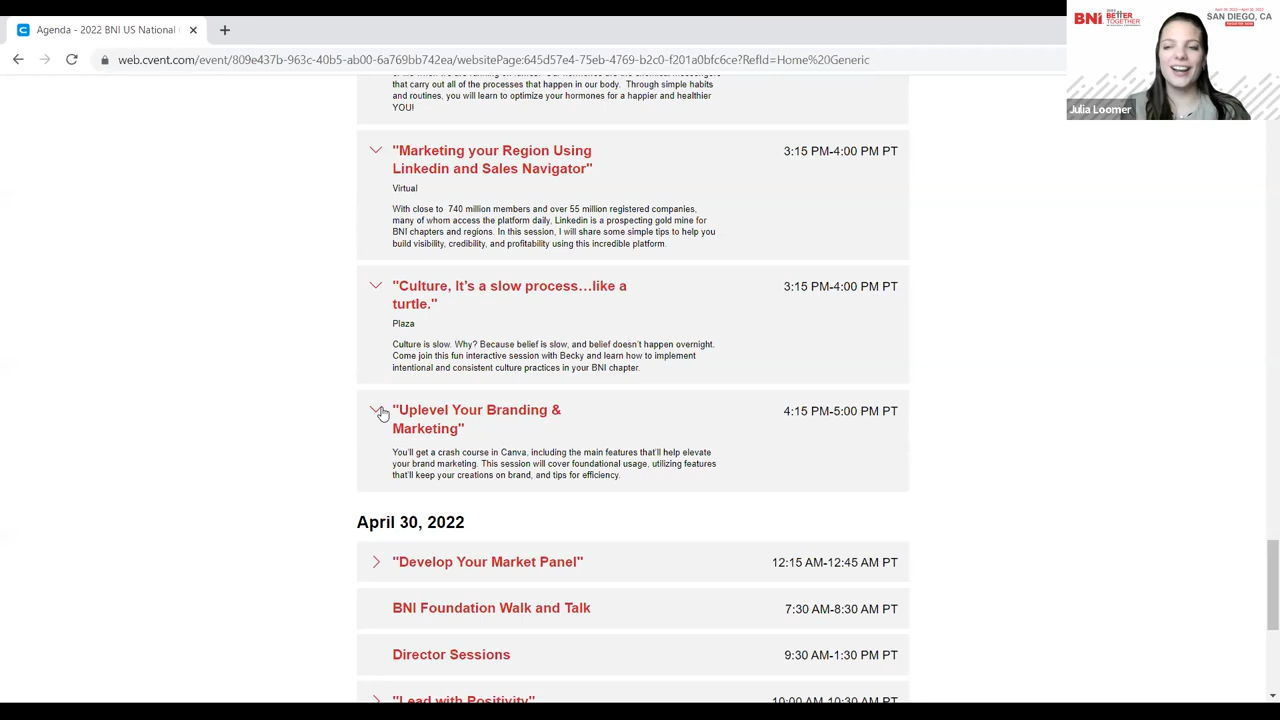 Agenda - 2022 BNI US National
web.cvent.com/event/809e437b-963c-40b5-ab00-6a769bb742ea/websitePage:645d57e4-75eb-4769-b2c0-f201a0bfc6ce?RefId=Home%20Generic
BNI
BETTER
TOGETHER
SAN DIEGO, CA
REGISTER NOW
Julia Loomer
that carry out all of the processes that happen in our body. Through simple habits
and routines, you will learn to optimize your hormones for a happier and healthier
YOU!
"Marketing your Region Using
Linkedin and Sales Navigator"
3:15 PM-4:00 PM PT
Virtual
With close to 740 million members and over 55 million registered companies,
many of whom access the platform daily, Linkedin is a prospecting gold mine for
BNI chapters and regions. In this session, I will share some simple tips to help you
build visibility, credibility, and profitability using this incredible platform.
"Culture, It’s a slow process…like a
turtle."
3:15 PM-4:00 PM PT
Plaza
Culture is slow. Why? Because belief is slow, and belief doesn’t happen overnight.
Come join this fun interactive session with Becky and learn how to implement
intentional and consistent culture practices in your BNI chapter.
"Uplevel Your Branding &
Marketing"
4:15 PM-5:00 PM PT
You’ll get a crash course in Canva, including the main features that’ll help elevate
your brand marketing. This session will cover foundational usage, utilizing features
that’ll keep your creations on brand, and tips for efficiency.
April 30, 2022
"Develop Your Market Panel"
12:15 AM-12:45 AM PT
BNI Foundation Walk and Talk
7:30 AM-8:30 AM PT
Director Sessions
9:30 AM-1:30 PM PT
"Lead with Positivity"
10:00 AM-10:30 AM PT